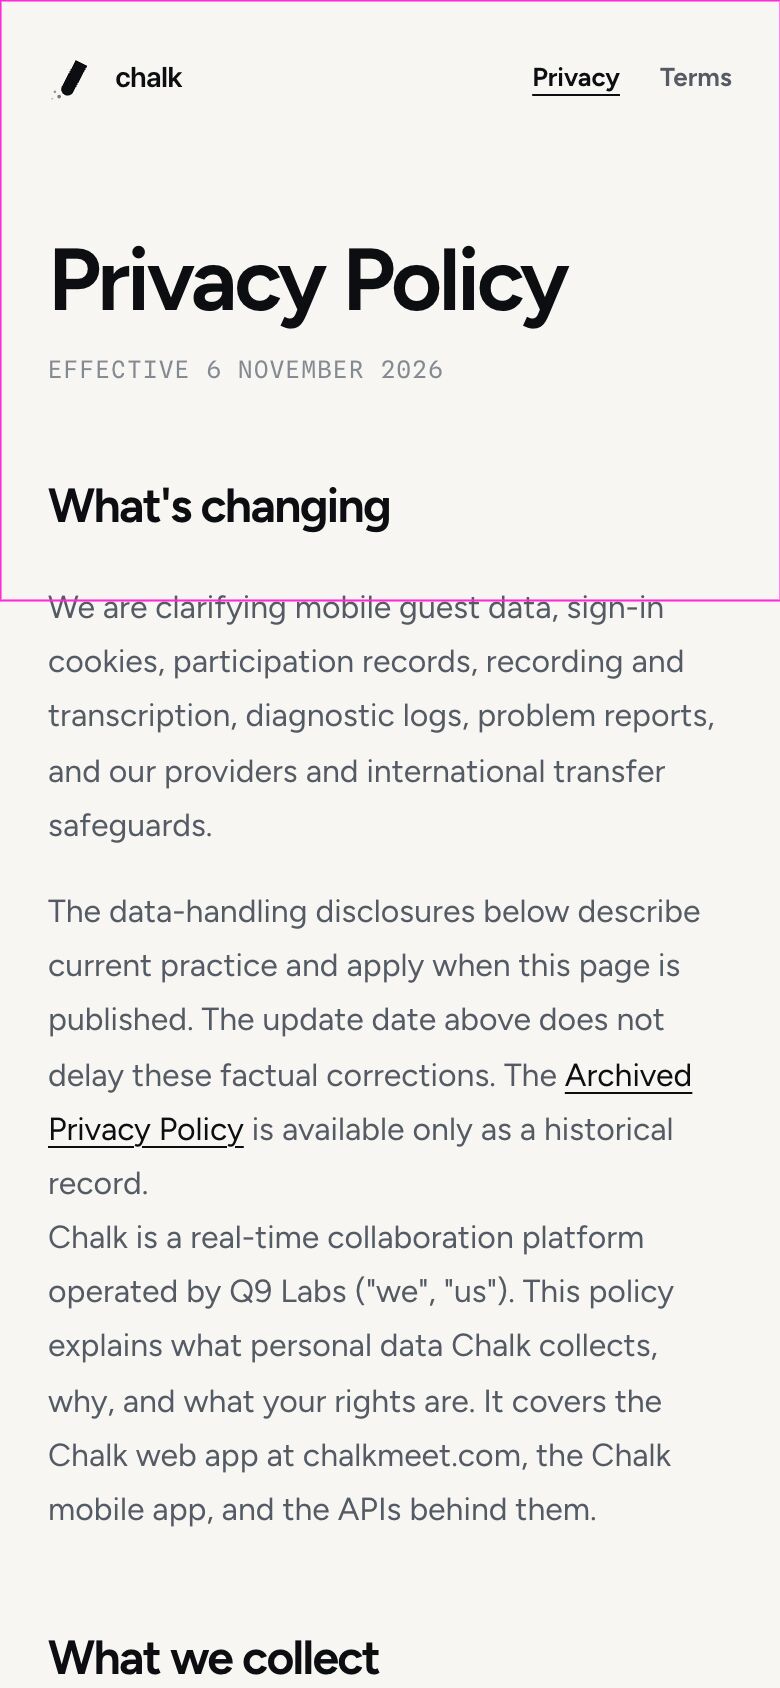 chalk
Privacy Terms
Privacy Policy
EFFECTIVE 6 NOVEMBER 2026
What's changing
We are clarifying mobile guest data, sign-in
cookies, participation records, recording and
transcription, diagnostic logs, problem reports,
and our providers and international transfer
safeguards.
The data-handling disclosures below describe
current practice and apply when this page is
published. The update date above does not
delay these factual corrections. The Archived
Privacy Policy is available only as a historical
record.
Chalk is a real-time collaboration platform
operated by Q9 Labs ("we", "us"). This policy
explains what personal data Chalk collects,
why, and what your rights are. It covers the
Chalk web app at chalkmeet.com, the Chalk
mobile app, and the APIs behind them.
What we collect